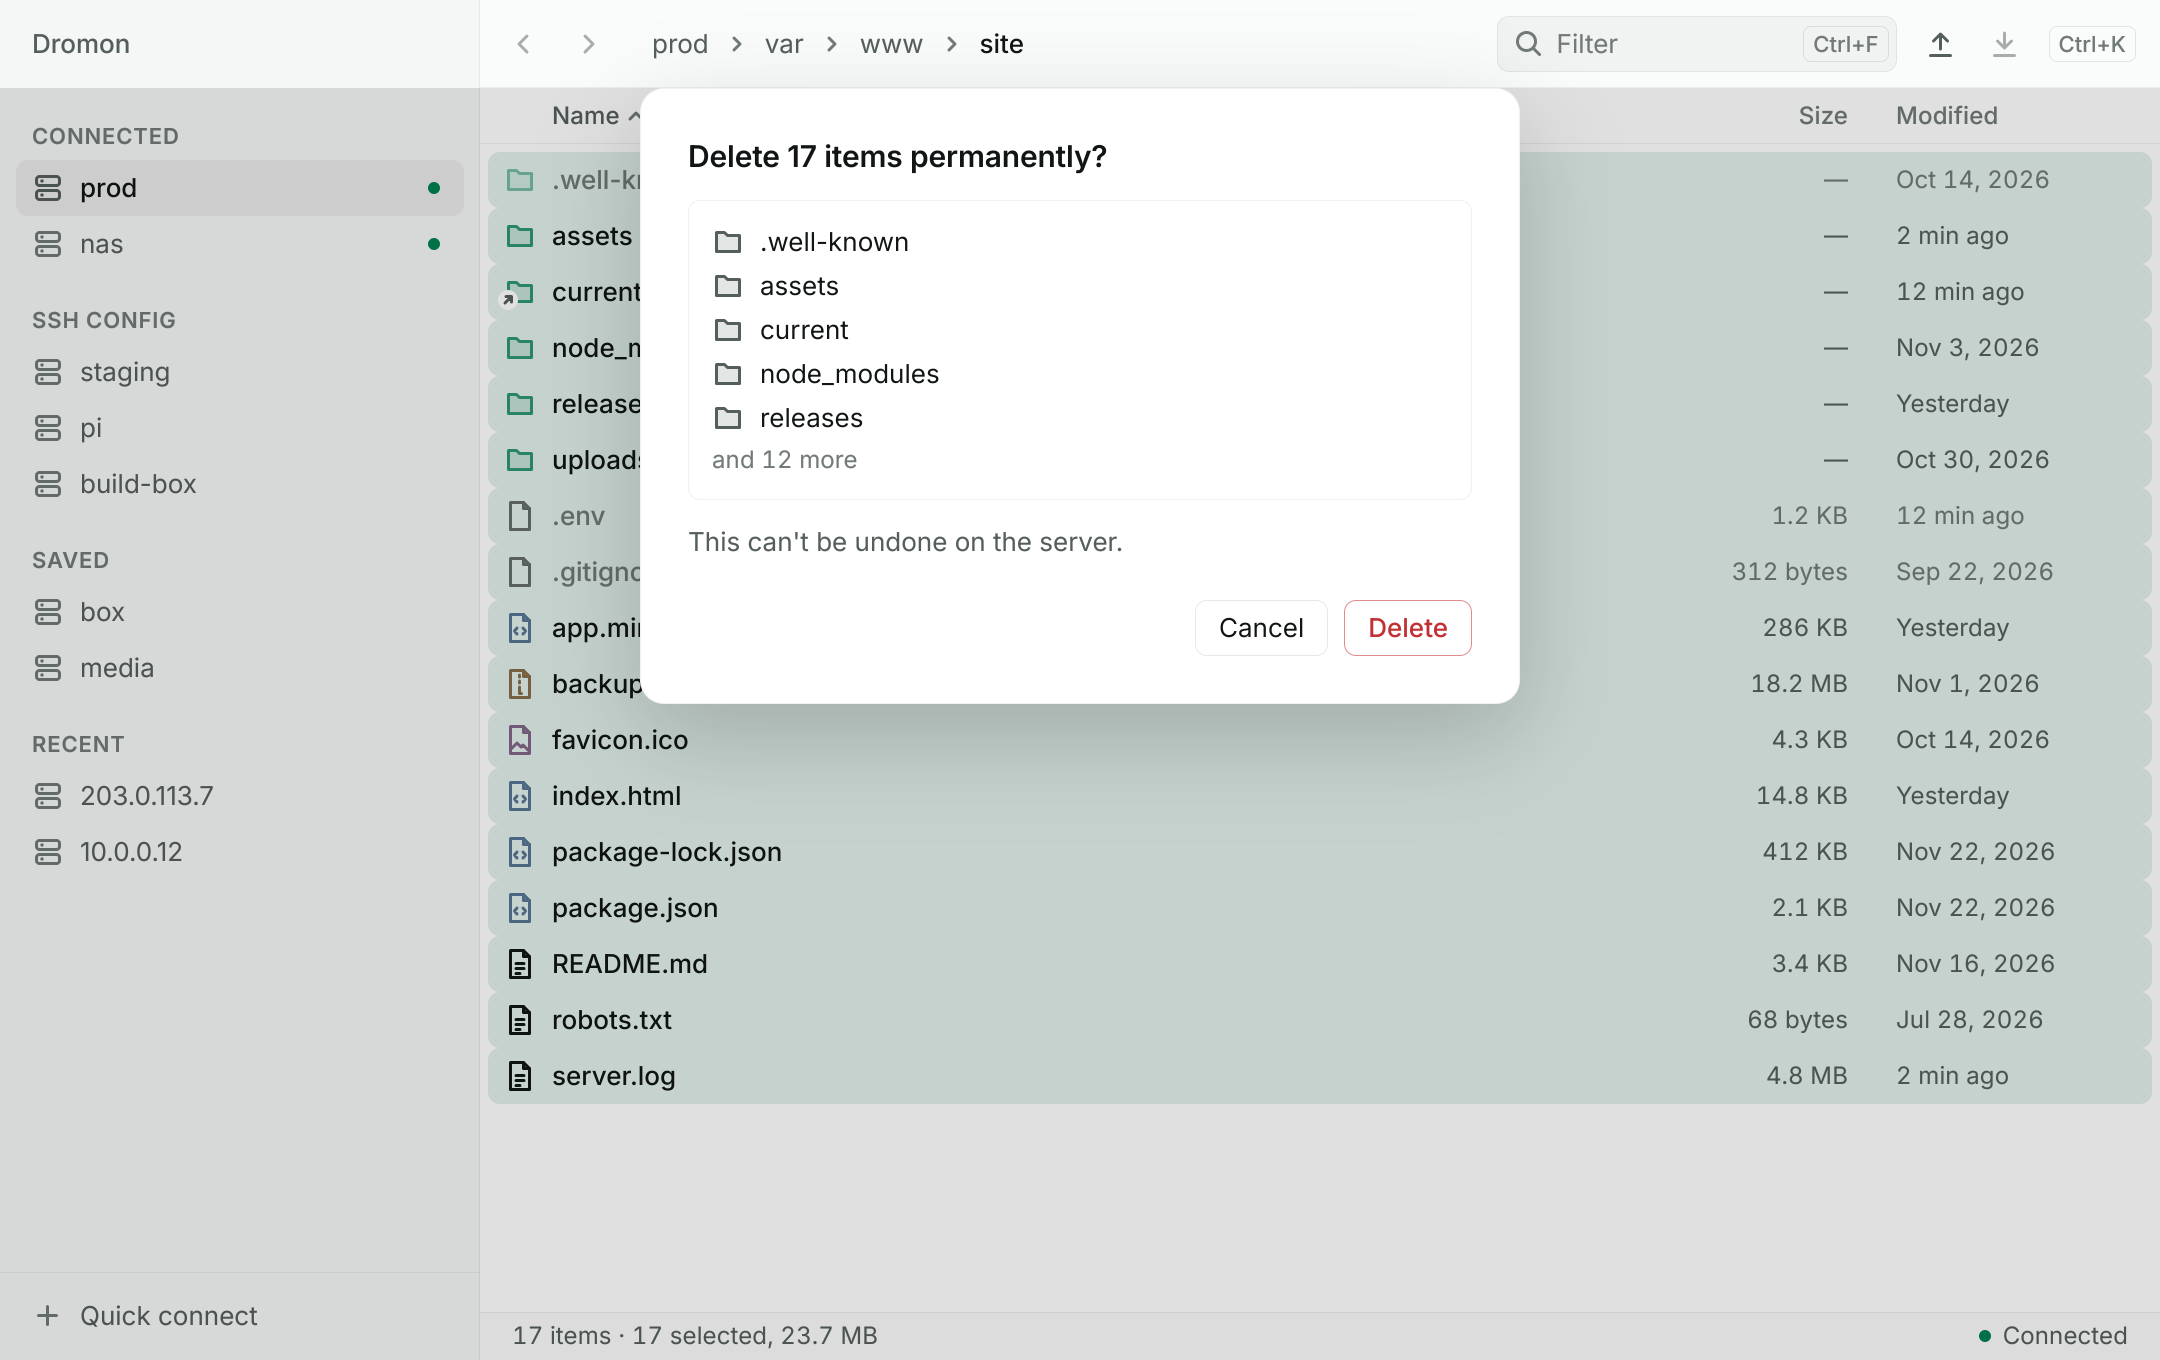 Dromon
prod > var > www > site
Filter Ctrl+F
Ctrl+K
CONNECTED
prod
nas
SSH CONFIG
staging
pi
build-box
SAVED
box
media
RECENT
203.0.113.7
10.0.0.12
Quick connect
Name Size Modified
.well-kn — Oct 14, 2026
assets — 2 min ago
current — 12 min ago
node_m — Nov 3, 2026
release — Yesterday
uploads — Oct 30, 2026
.env 1.2 KB 12 min ago
.gitigno 312 bytes Sep 22, 2026
app.min 286 KB Yesterday
backup 18.2 MB Nov 1, 2026
favicon.ico 4.3 KB Oct 14, 2026
index.html 14.8 KB Yesterday
package-lock.json 412 KB Nov 22, 2026
package.json 2.1 KB Nov 22, 2026
README.md 3.4 KB Nov 16, 2026
robots.txt 68 bytes Jul 28, 2026
server.log 4.8 MB 2 min ago
Delete 17 items permanently?
.well-known
assets
current
node_modules
releases
and 12 more
This can't be undone on the server.
Cancel Delete
17 items · 17 selected, 23.7 MB
Connected